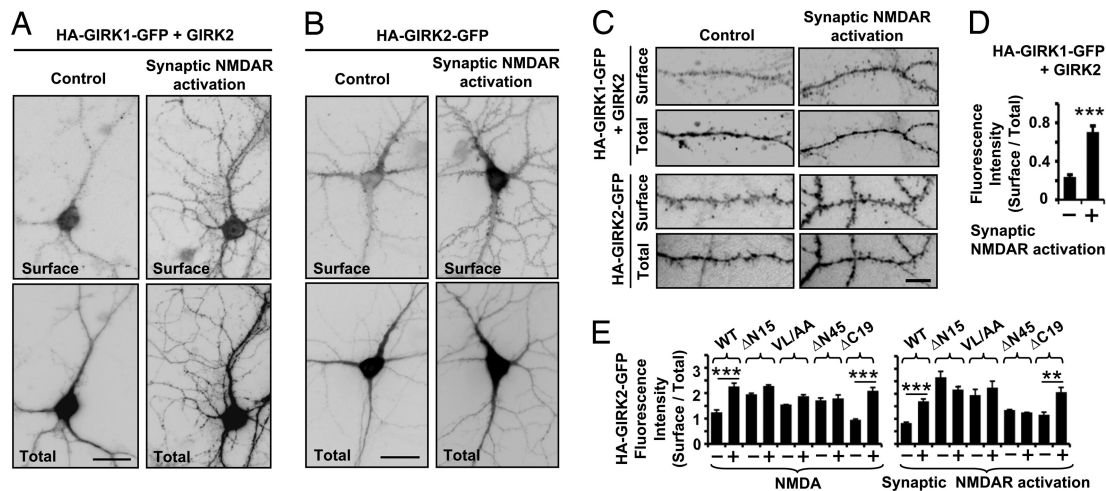 A
HA-GIRK1-GFP + GIRK2
Control
Synaptic NMDAR
activation
Surface
Surface
Total
Total
B
HA-GIRK2-GFP
Control
Synaptic NMDAR
activation
Surface
Surface
Total
Total
C
Control
Synaptic NMDAR
activation
HA-GIRK1-GFP
+ GIRK2
Surface
Total
HA-GIRK2-GFP
Surface
Total
D
HA-GIRK1-GFP
+ GIRK2
Fluorescence
Intensity
(Surface / Total)
0.8
0.4
0
***
− +
Synaptic
NMDAR activation
E
HA-GIRK2-GFP
Fluorescence
Intensity
(Surface / Total)
3
2
1
0
WT ΔN15 VL/AA ΔN45 ΔC19
*** ***
− + − + − + − + − +
NMDA
WT ΔN15 VL/AA ΔN45 ΔC19
*** **
− + − + − + − + − +
Synaptic NMDAR activation